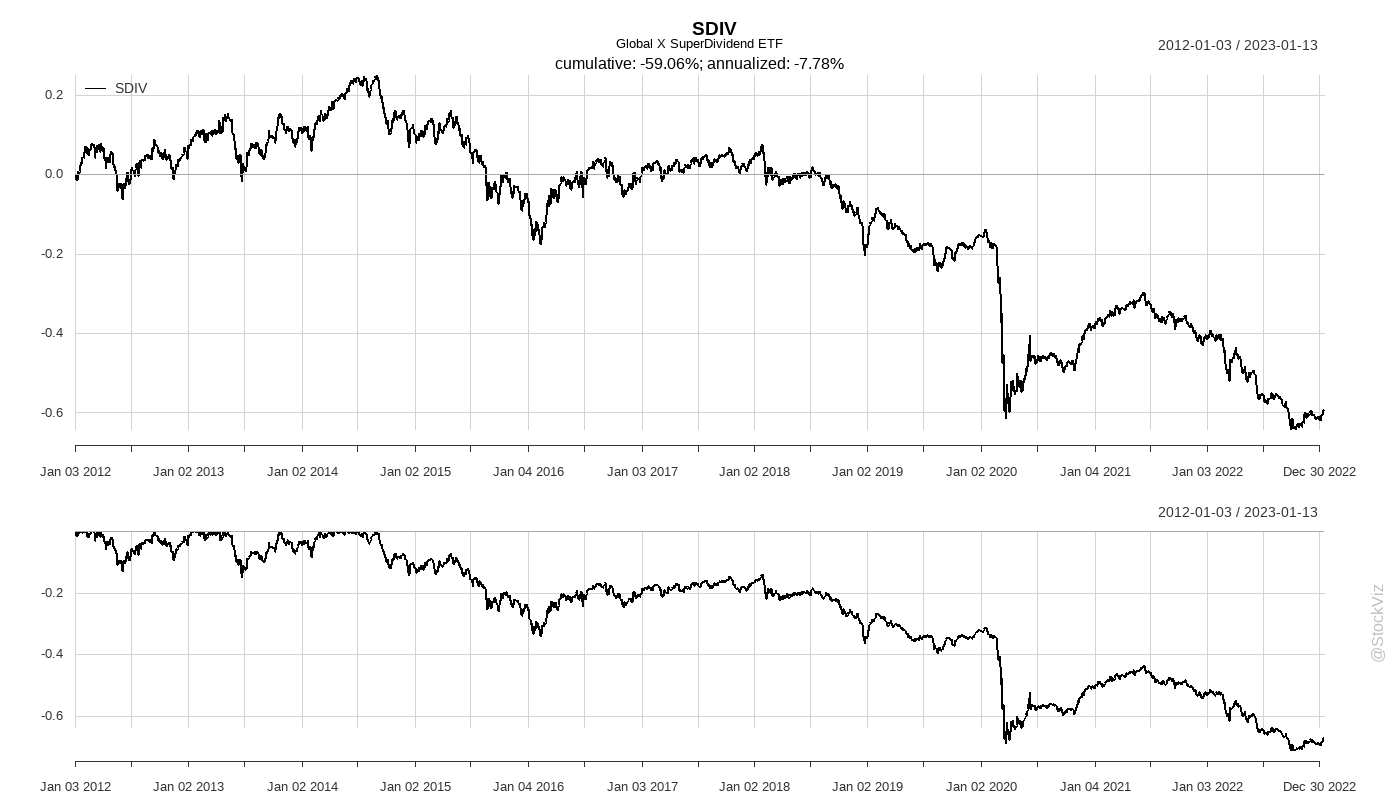 SDIV
Global X SuperDividend ETF
2012-01-03 / 2023-01-13
cumulative: -59.06%; annualized: -7.78%
SDIV
0.2
0.0
-0.2
-0.4
-0.6
Jan 03 2012 Jan 02 2013 Jan 02 2014 Jan 02 2015 Jan 04 2016 Jan 03 2017 Jan 02 2018 Jan 02 2019 Jan 02 2020 Jan 04 2021 Jan 03 2022 Dec 30 2022
2012-01-03 / 2023-01-13
-0.2
-0.4
-0.6
Jan 03 2012 Jan 02 2013 Jan 02 2014 Jan 02 2015 Jan 04 2016 Jan 03 2017 Jan 02 2018 Jan 02 2019 Jan 02 2020 Jan 04 2021 Jan 03 2022 Dec 30 2022
@StockViz